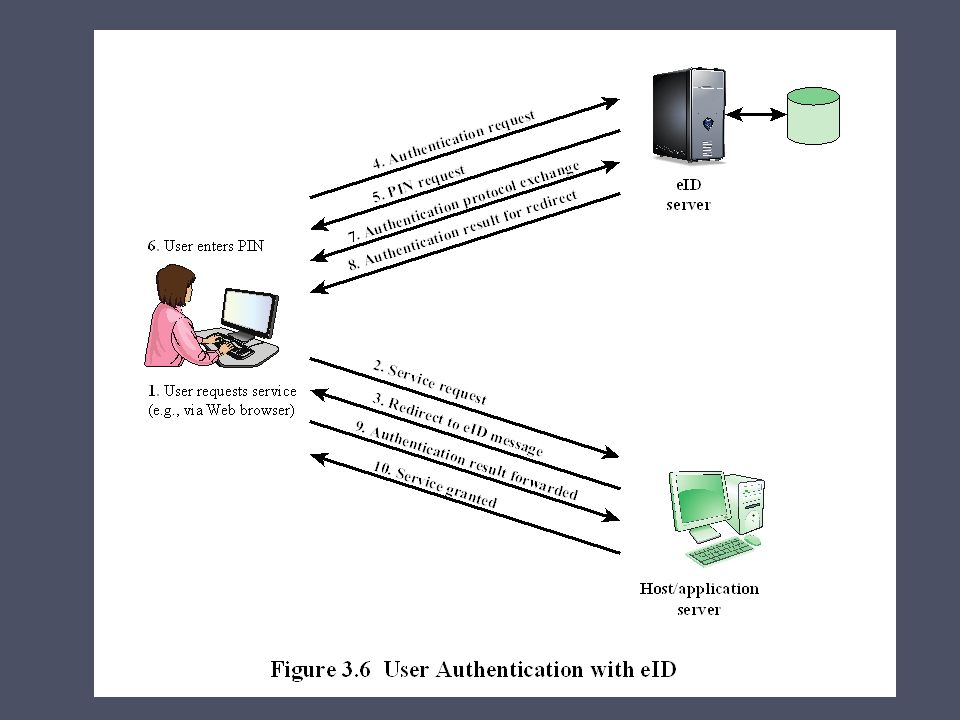 4. Authentication request
5. PIN request
7. Authentication protocol exchange
8. Authentication result for redirect
eID
server
6. User enters PIN
1. User requests service
(e.g., via Web browser)
2. Service request
3. Redirect to eID message
9. Authentication result forwarded
10. Service granted
Host/application
server
Figure 3.6 User Authentication with eID